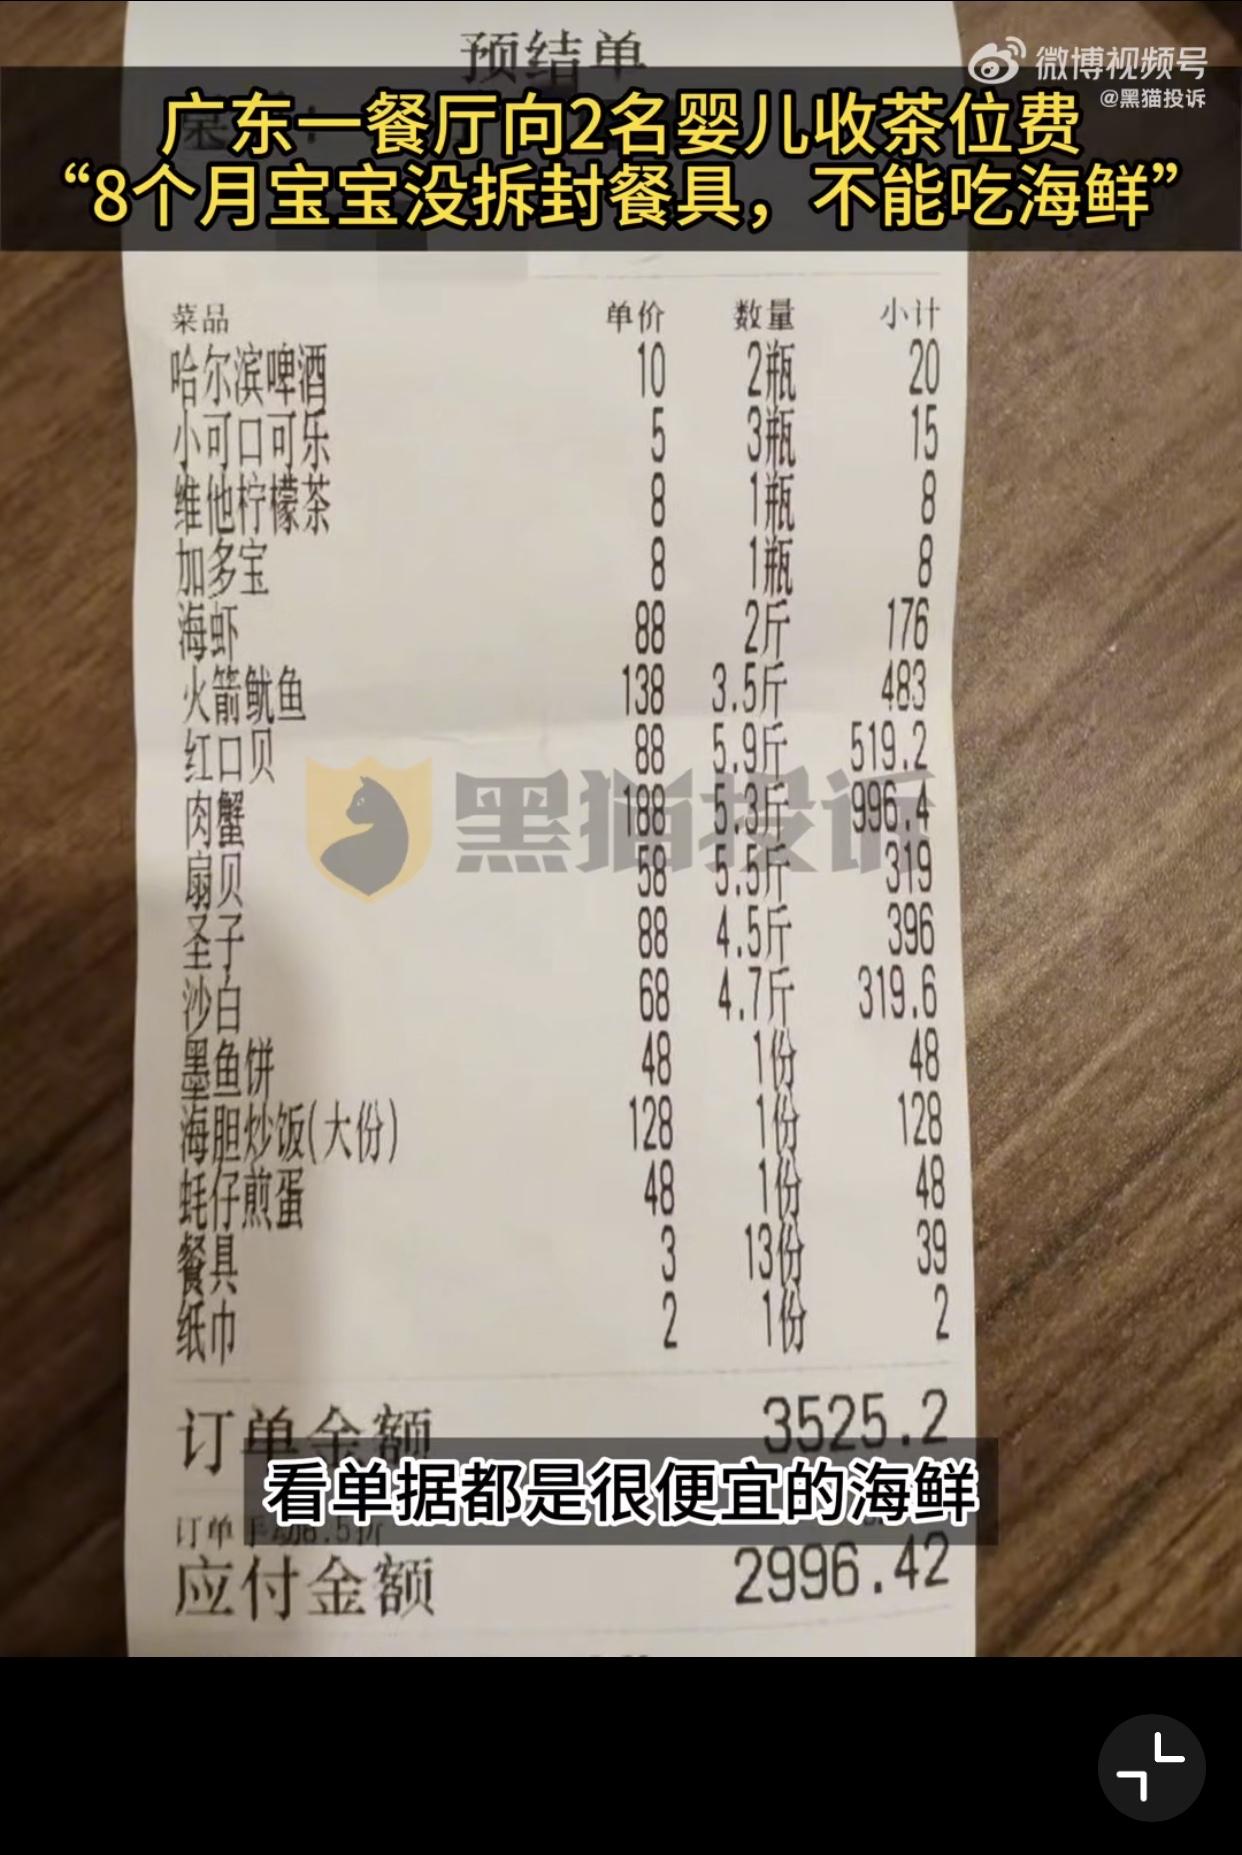 预结单
微博视频号
@黑猫投诉
广东一餐厅向2名婴儿收茶位费
“8个月宝宝没拆封餐具，不能吃海鲜”
菜品 单价 数量 小计
哈尔滨啤酒 10 2瓶 20
小可口可乐 5 3瓶 15
维他柠檬茶 8 1瓶 8
加多宝 8 1瓶 8
海虾 88 2斤 176
火箭鱿鱼 138 3.5斤 483
红口贝 88 5.9斤 519.2
黑猫投诉
肉蟹 188 5.3斤 996.4
扇贝 58 5.5斤 319
圣子 88 4.5斤 396
沙白 68 4.7斤 319.6
墨鱼饼 48 1份 48
海胆炒饭(大份) 128 1份 128
蚝仔煎蛋 48 1份 48
餐具 3 13份 39
纸巾 2 1份 2
订单金额 3525.2
看单据都是很便宜的海鲜
订单
应付金额 2996.42